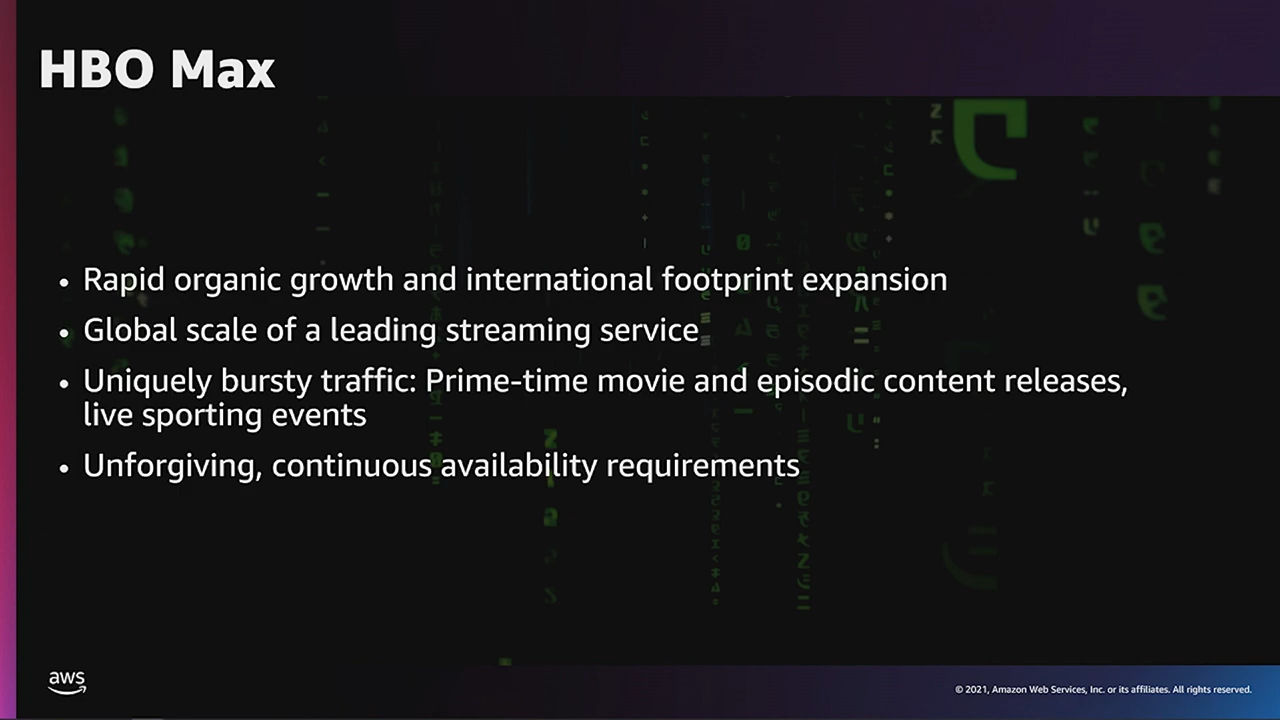 HBO Max
• Rapid organic growth and international footprint expansion
• Global scale of a leading streaming service
• Uniquely bursty traffic: Prime-time movie and episodic content releases,
live sporting events
• Unforgiving, continuous availability requirements
aws
© 2021, Amazon Web Services, Inc. or its affiliates. All rights reserved.